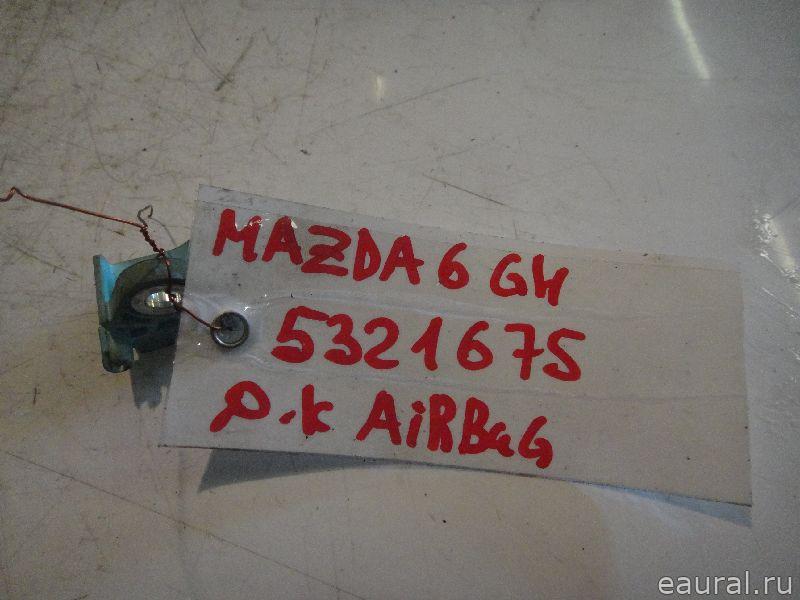 MAZDA 6 GH
5321675
D.K AiRBaG
eaural.ru